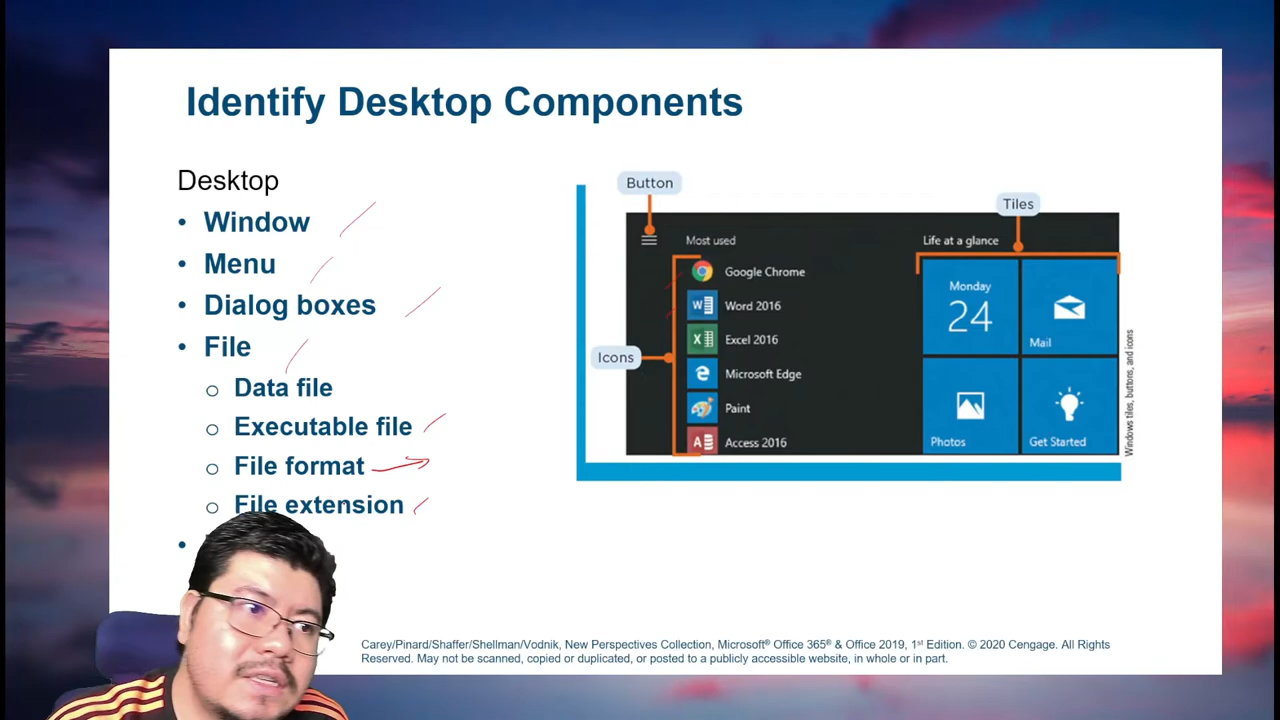 Identify Desktop Components
Desktop
• Window
• Menu
• Dialog boxes
• File
o Data file
o Executable file
o File format
o File extension
•
Button
Tiles
Most used
Life at a glance
Google Chrome
Word 2016
Excel 2016
Microsoft Edge
Paint
Access 2016
Icons
Monday
24
Mail
Photos
Get Started
Windows tiles, buttons, and icons
Carey/Pinard/Shaffer/Shellman/Vodnik, New Perspectives Collection, Microsoft® Office 365® & Office 2019, 1st Edition. © 2020 Cengage. All Rights
Reserved. May not be scanned, copied or duplicated, or posted to a publicly accessible website, in whole or in part.